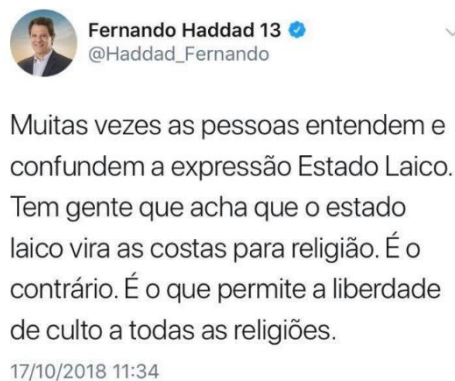 Fernando Haddad 13
@Haddad_Fernando
Muitas vezes as pessoas entendem e
confundem a expressão Estado Laico.
Tem gente que acha que o estado
laico vira as costas para religião. É o
contrário. É o que permite a liberdade
de culto a todas as religiões.
17/10/2018 11:34